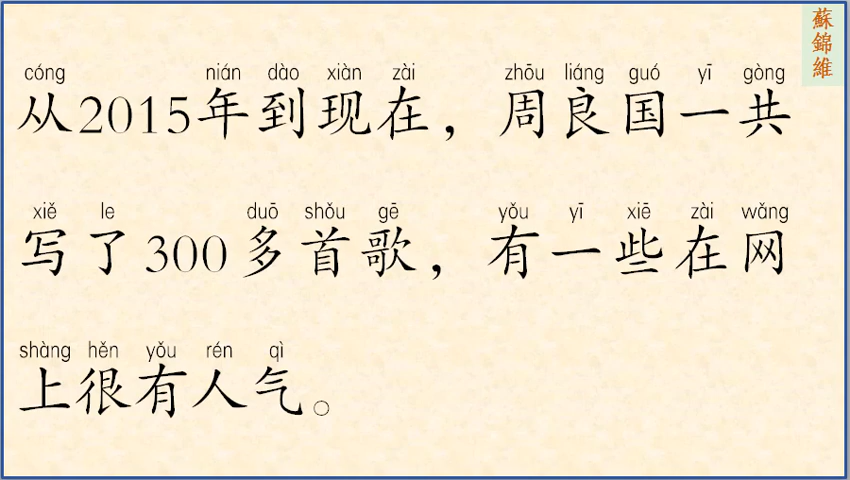 蘇錦維
cóng nián dào xiàn zài zhōu liáng guó yī gòng
从2015年到现在，周良国一共
xiě le duō shǒu gē yǒu yī xiē zài wǎng
写了300多首歌，有一些在网
shàng hěn yǒu rén qì
上很有人气。